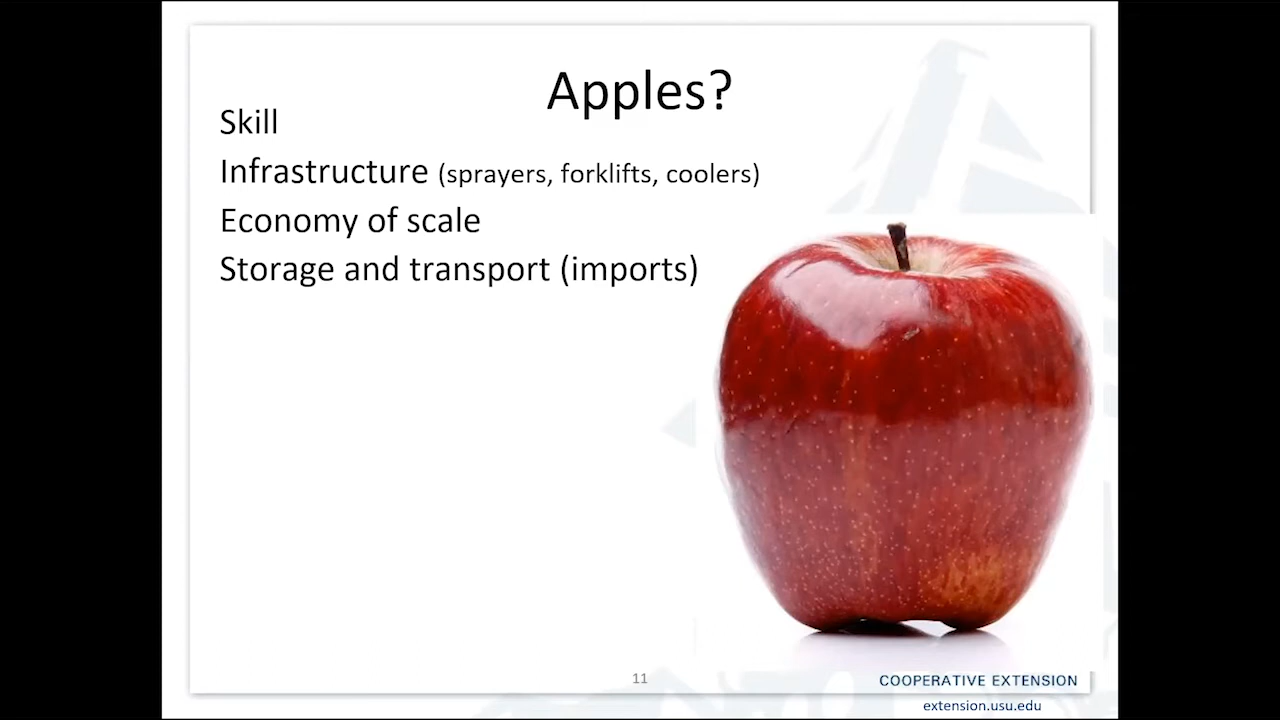 Apples?
Skill
Infrastructure (sprayers, forklifts, coolers)
Economy of scale
Storage and transport (imports)
11
COOPERATIVE EXTENSION
extension.usu.edu